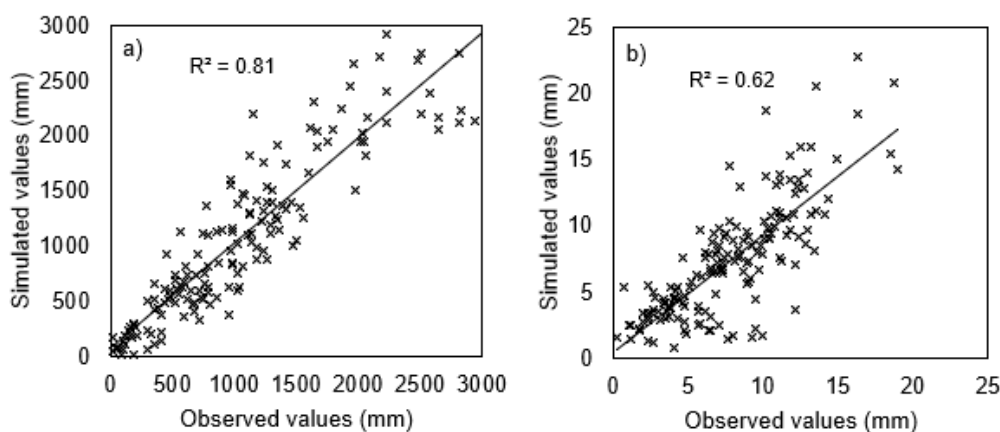 a)
R² = 0.81
Simulated values (mm)
3000
2500
2000
1500
1000
500
0
0 500 1000 1500 2000 2500 3000
Observed values (mm)
b)
R² = 0.62
Simulated values (mm)
25
20
15
10
5
0
0 5 10 15 20 25
Observed values (mm)